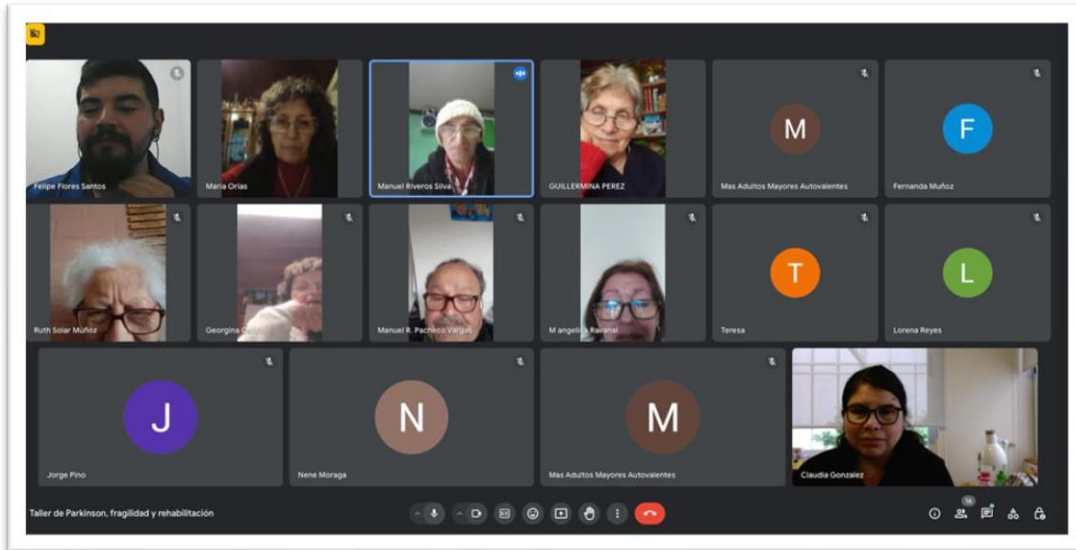 Felipe Flores Santos
Maria Orias
Manuel Riveros Silva
GUILLERMINA PEREZ
M
Mas Adultos Mayores Autovalentes
F
Fernanda Muñoz
Ruth Solar Muñoz
Georgina
Manuel R. Pacheco Vargas
M angelica Ravanal
T
Teresa
L
Lorena Reyes
J
Jorge Pino
N
Nene Moraga
M
Mas Adultos Mayores Autovalentes
Claudia Gonzalez
Taller de Parkinson, fragilidad y rehabilitación
16